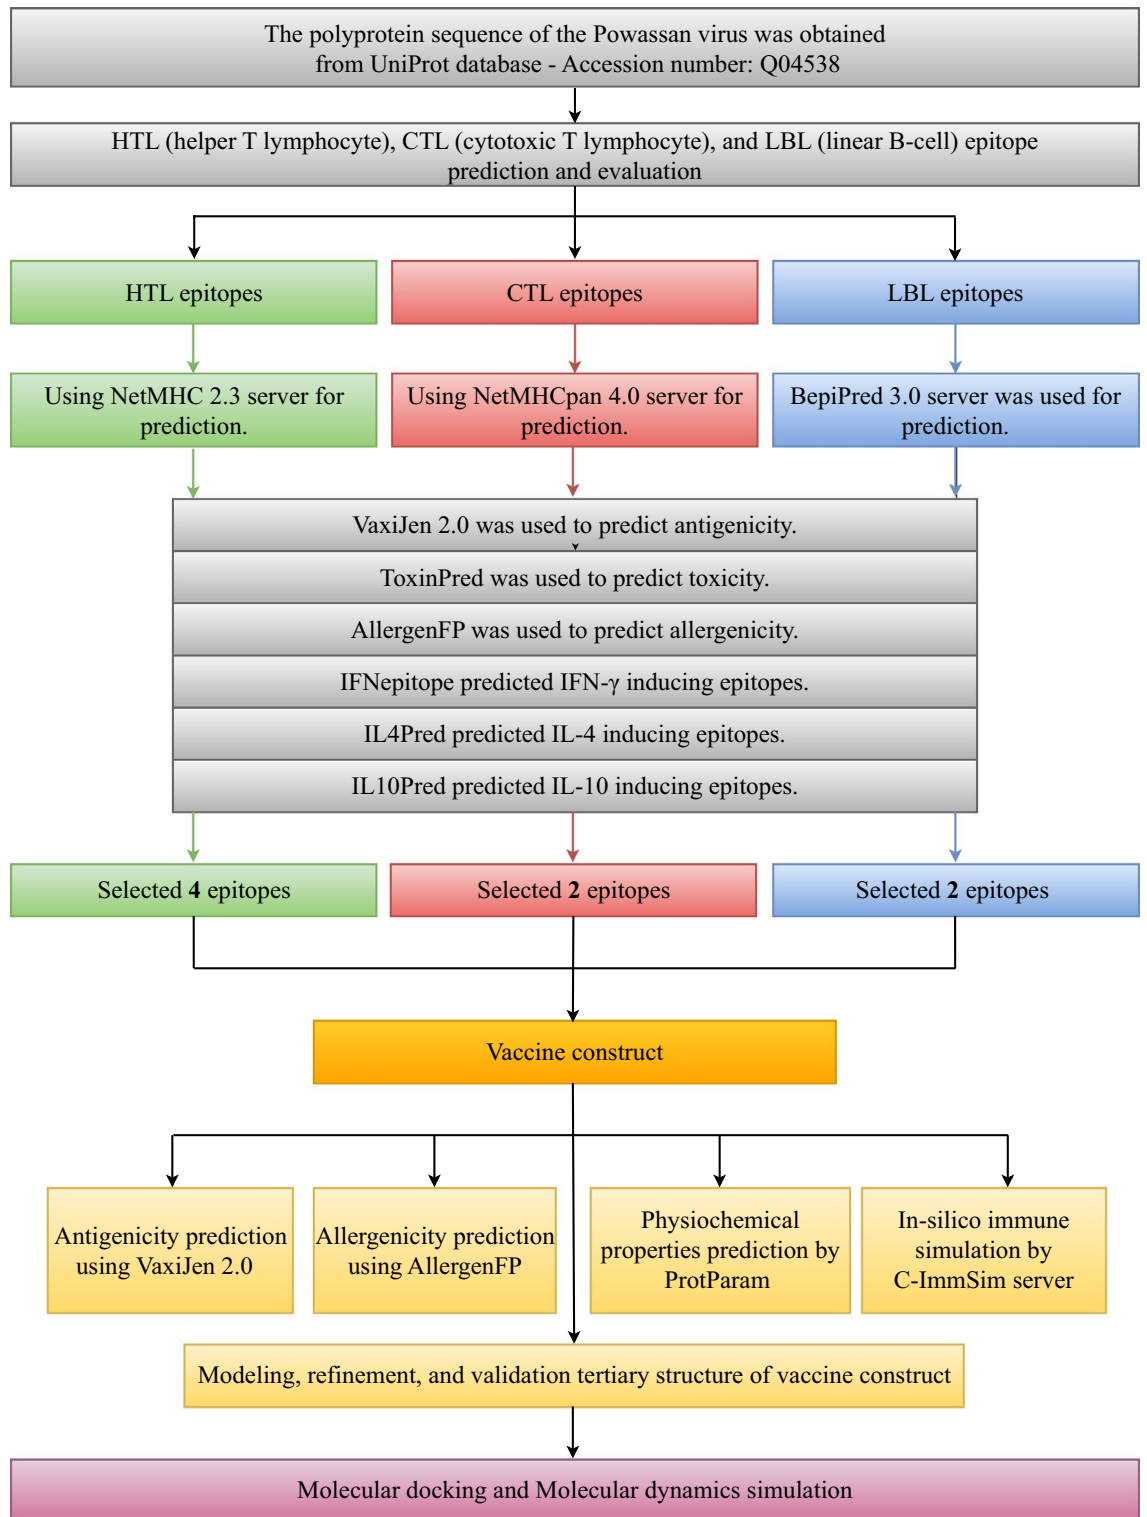 The polyprotein sequence of the Powassan virus was obtained
from UniProt database - Accession number: Q04538
HTL (helper T lymphocyte), CTL (cytotoxic T lymphocyte), and LBL (linear B-cell) epitope
prediction and evaluation
HTL epitopes
CTL epitopes
LBL epitopes
Using NetMHC 2.3 server for
prediction.
Using NetMHCpan 4.0 server for
prediction.
BepiPred 3.0 server was used for
prediction.
VaxiJen 2.0 was used to predict antigenicity.
ToxinPred was used to predict toxicity.
AllergenFP was used to predict allergenicity.
IFNepitope predicted IFN-γ inducing epitopes.
IL4Pred predicted IL-4 inducing epitopes.
IL10Pred predicted IL-10 inducing epitopes.
Selected 4 epitopes
Selected 2 epitopes
Selected 2 epitopes
Vaccine construct
Antigenicity prediction
using VaxiJen 2.0
Allergenicity prediction
using AllergenFP
Physiochemical
properties prediction by
ProtParam
In-silico immune
simulation by
C-ImmSim server
Modeling, refinement, and validation tertiary structure of vaccine construct
Molecular docking and Molecular dynamics simulation